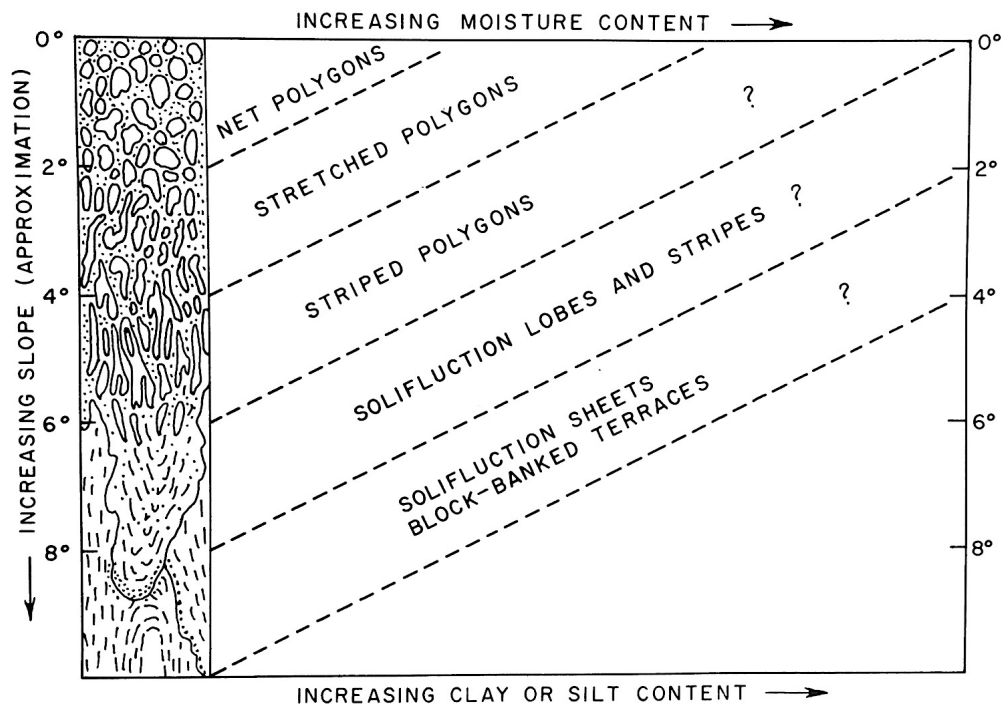 INCREASING MOISTURE CONTENT
0°
2°
4°
6°
8°
INCREASING SLOPE (APPROXIMATION)
NET POLYGONS
STRETCHED POLYGONS
?
STRIPED POLYGONS
SOLIFLUCTION LOBES AND STRIPES ?
SOLIFLUCTION SHEETS
BLOCK-BANKED TERRACES
?
0°
2°
4°
6°
8°
INCREASING CLAY OR SILT CONTENT